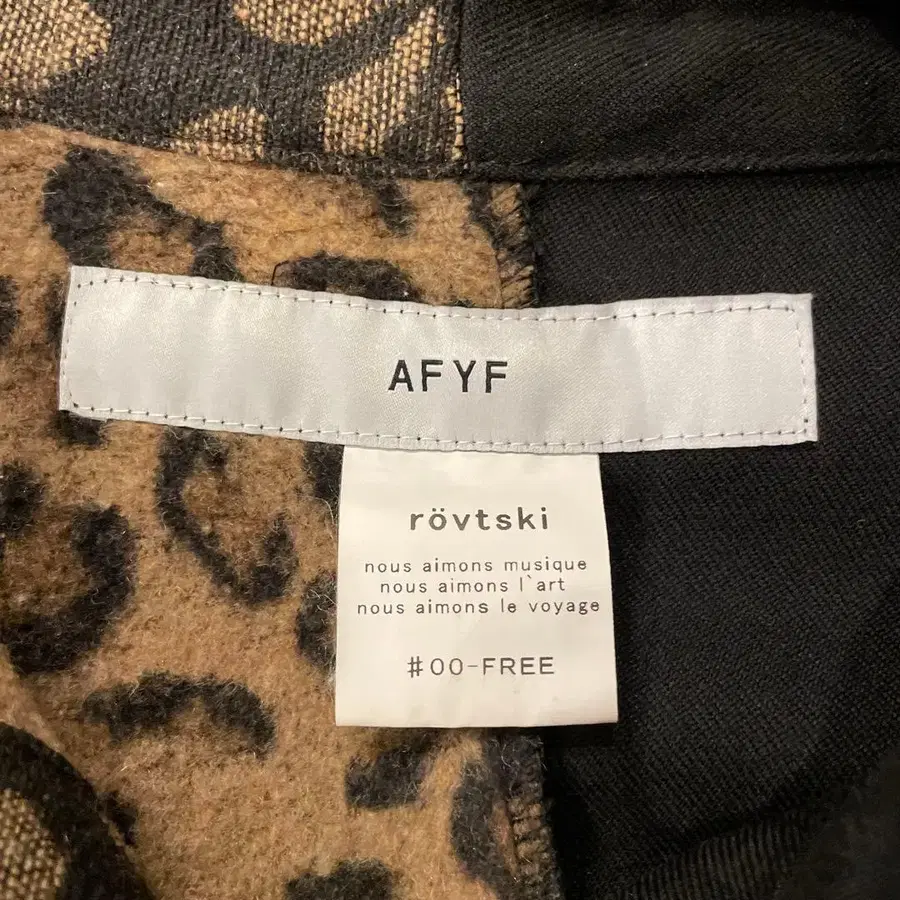 AFYF
rövtski
nous aimons musique
nous aimons l`art
nous aimons le voyage
#00-FREE